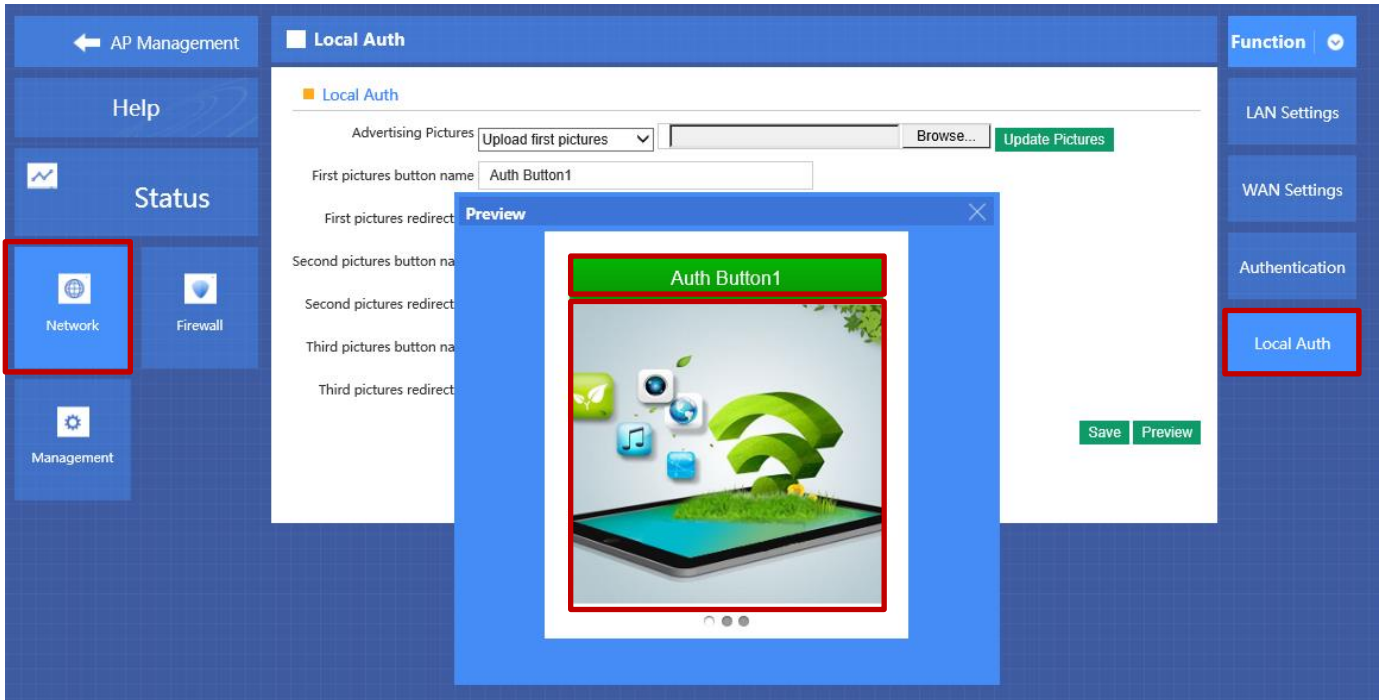 AP Management
Local Auth
Function
Help
Status
Network
Firewall
Management
Local Auth
Advertising Pictures Upload first pictures Browse... Update Pictures
First pictures button name Auth Button1
First pictures redirect
Second pictures button na
Second pictures redirect
Third pictures button na
Third pictures redirect
Save Preview
Preview
Auth Button1
LAN Settings
WAN Settings
Authentication
Local Auth